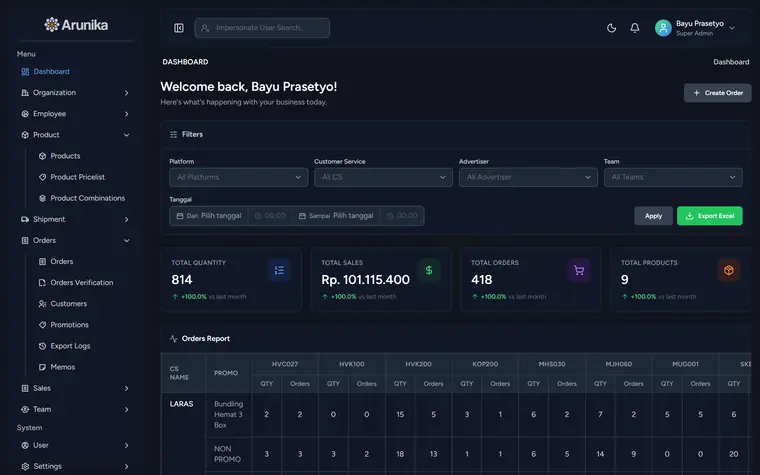 Arunika
Impersonate User Search...
Bayu Prasetyo
Super Admin
Menu
Dashboard
Organization
Employee
Product
Products
Product Pricelist
Product Combinations
Shipment
Orders
Orders
Orders Verification
Customers
Promotions
Export Logs
Memos
Sales
Team
System
User
Settings
DASHBOARD
Dashboard
Welcome back, Bayu Prasetyo!
Here's what's happening with your business today.
Create Order
Filters
Platform
Customer Service
Advertiser
Team
All Platforms
All CS
All Advertiser
All Teams
Tanggal
Dari Pilih tanggal 00:00 Sampai Pilih tanggal 00:00
Apply
Export Excel
TOTAL QUANTITY
814
+100.0% vs last month
TOTAL SALES
Rp. 101.115.400
+100.0% vs last month
TOTAL ORDERS
418
+100.0% vs last month
TOTAL PRODUCTS
9
+100.0% vs last month
Orders Report
CS NAME PROMO HVC027 HVK100 HVK200 KOP200 MHS030 MJH060 MUG001 SKE
QTY Orders QTY Orders QTY Orders QTY Orders QTY Orders QTY Orders QTY Orders QTY
LARAS Bundling Hemat 3 Box 2 2 0 0 15 5 3 1 6 2 7 2 5 5 6
NON PROMO 3 3 3 2 18 13 1 1 6 5 14 9 0 0 20